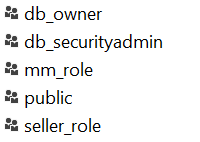 db_owner
db_securityadmin
mm_role
public
seller_role